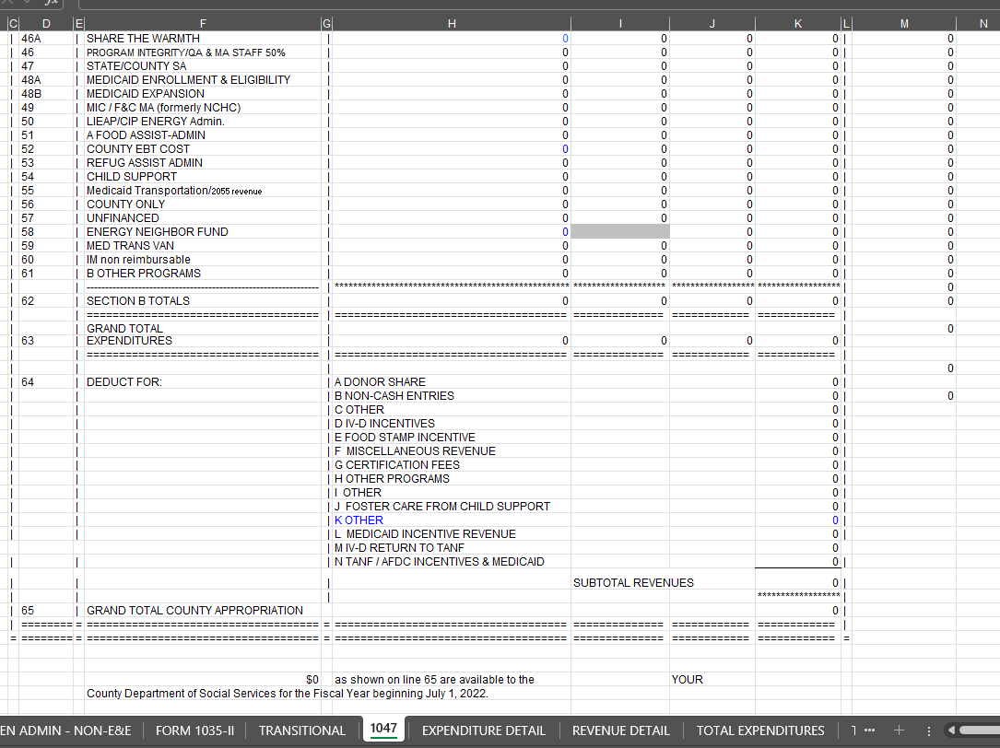 C D E F G H I J K L M N
| 46A | SHARE THE WARMTH | 0 0 0 0 | 0
| 46 | PROGRAM INTEGRITY/QA & MA STAFF 50% | 0 0 0 0 | 0
| 47 | STATE/COUNTY SA | 0 0 0 0 | 0
| 48A | MEDICAID ENROLLMENT & ELIGIBILITY | 0 0 0 0 | 0
| 48B | MEDICAID EXPANSION | 0 0 0 0 | 0
| 49 | MIC / F&C MA (formerly NCHC) | 0 0 0 0 | 0
| 50 | LIEAP/CIP ENERGY Admin. | 0 0 0 0 | 0
| 51 | A FOOD ASSIST-ADMIN | 0 0 0 0 | 0
| 52 | COUNTY EBT COST | 0 0 0 0 | 0
| 53 | REFUG ASSIST ADMIN | 0 0 0 0 | 0
| 54 | CHILD SUPPORT | 0 0 0 0 | 0
| 55 | Medicaid Transportation/2055 revenue | 0 0 0 0 | 0
| 56 | COUNTY ONLY | 0 0 0 0 | 0
| 57 | UNFINANCED | 0 0 0 0 | 0
| 58 | ENERGY NEIGHBOR FUND | 0 0 0 | 0
| 59 | MED TRANS VAN | 0 0 0 0 | 0
| 60 | IM non reimbursable | 0 0 0 0 | 0
| 61 | B OTHER PROGRAMS | 0 0 0 0 | 0
0
| 62 | SECTION B TOTALS | 0 0 0 0 | 0
| | GRAND TOTAL | | 0
| 63 | EXPENDITURES | 0 0 0 0 |
0
| 64 | DEDUCT FOR: | A DONOR SHARE 0 | 0
| | | B NON-CASH ENTRIES 0 | 0
| | | C OTHER 0 |
| | | D IV-D INCENTIVES 0 |
| | | E FOOD STAMP INCENTIVE 0 |
| | | F MISCELLANEOUS REVENUE 0 |
| | | G CERTIFICATION FEES 0 |
| | | H OTHER PROGRAMS 0 |
| | | I OTHER 0 |
| | | J FOSTER CARE FROM CHILD SUPPORT 0 |
| | | K OTHER 0 |
| | | L MEDICAID INCENTIVE REVENUE 0 |
| | | M IV-D RETURN TO TANF 0 |
| | | N TANF / AFDC INCENTIVES & MEDICAID 0 |
| | | SUBTOTAL REVENUES 0 |
| 65 | GRAND TOTAL COUNTY APPROPRIATION 0 |
$0 as shown on line 65 are available to the YOUR
County Department of Social Services for the Fiscal Year beginning July 1, 2022.
EN ADMIN - NON-E&E FORM 1035-II TRANSITIONAL 1047 EXPENDITURE DETAIL REVENUE DETAIL TOTAL EXPENDITURES